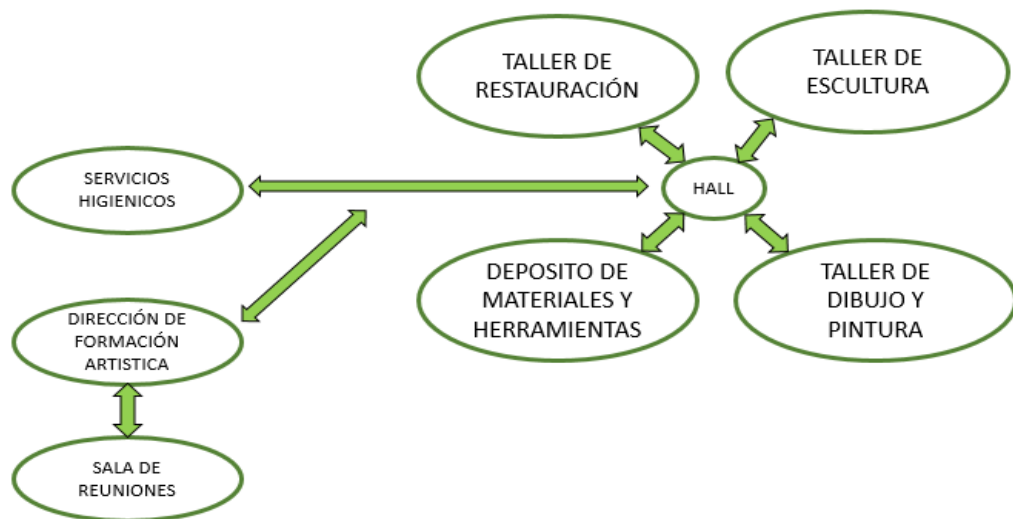 TALLER DE
RESTAURACIÓN
TALLER DE
ESCULTURA
SERVICIOS
HIGIENICOS
HALL
DEPOSITO DE
MATERIALES Y
HERRAMIENTAS
TALLER DE
DIBUJO Y
PINTURA
DIRECCIÓN DE
FORMACIÓN
ARTISTICA
SALA DE
REUNIONES